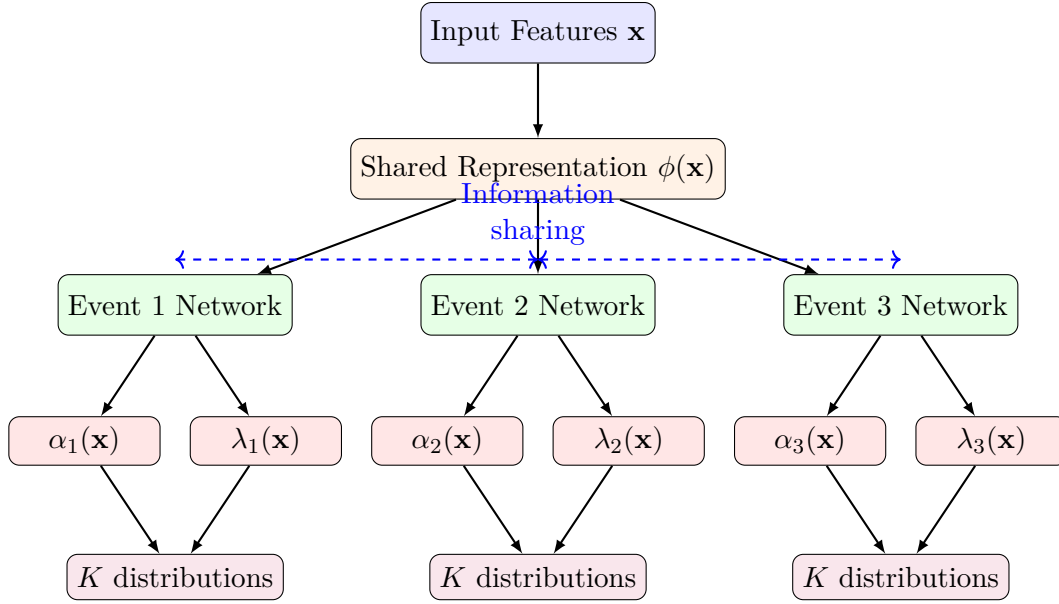 Input Features x
Shared Representation ϕ(x)
Information
sharing
Event 1 Network
Event 2 Network
Event 3 Network
α₁(x)
λ₁(x)
α₂(x)
λ₂(x)
α₃(x)
λ₃(x)
K distributions
K distributions
K distributions